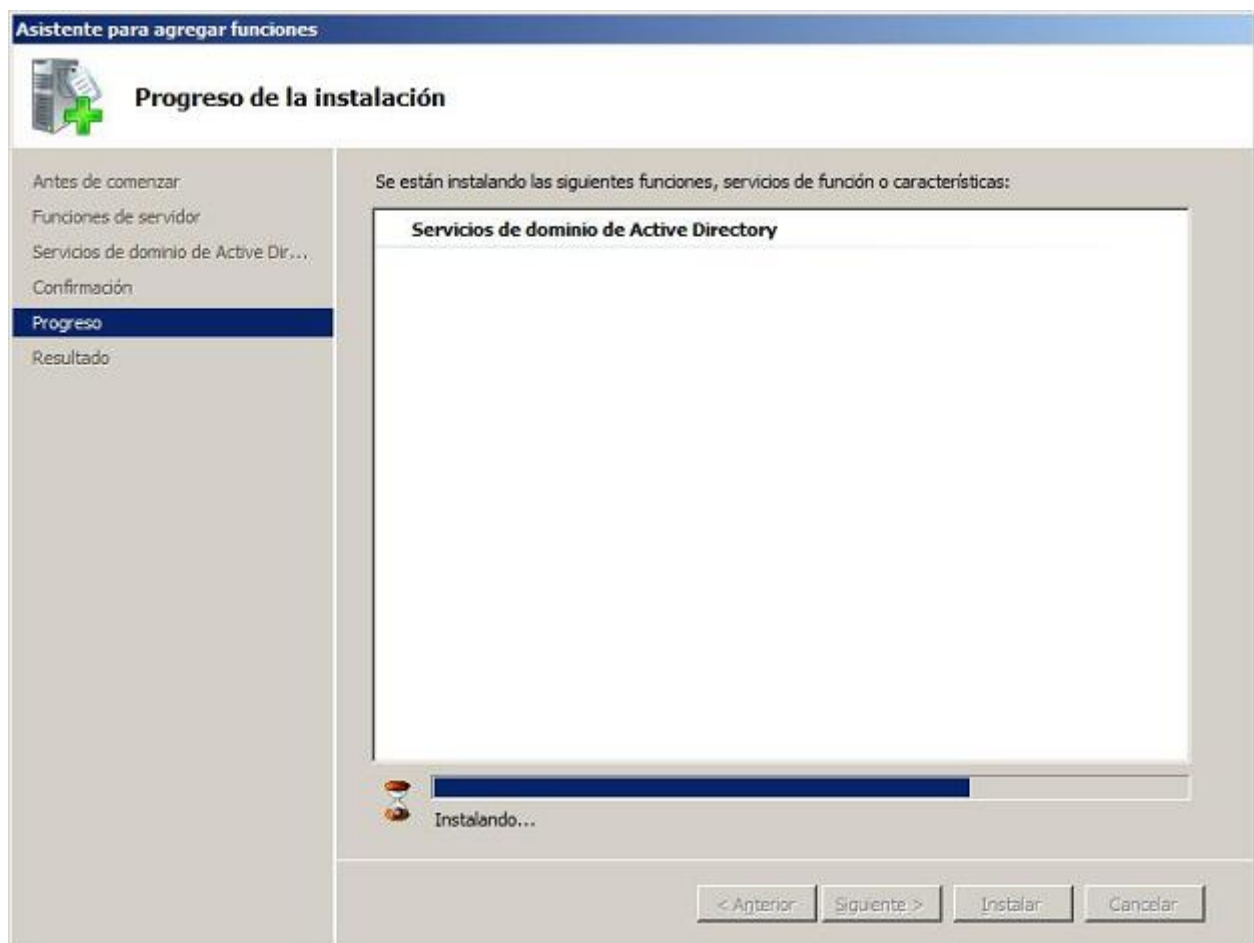 Asistente para agregar funciones
Progreso de la instalación
Antes de comenzar
Funciones de servidor
Servicios de dominio de Active Dir...
Confirmación
Progreso
Resultado
Se están instalando las siguientes funciones, servicios de función o características:
Servicios de dominio de Active Directory
Instalando...
< Anterior
Siguiente >
Instalar
Cancelar